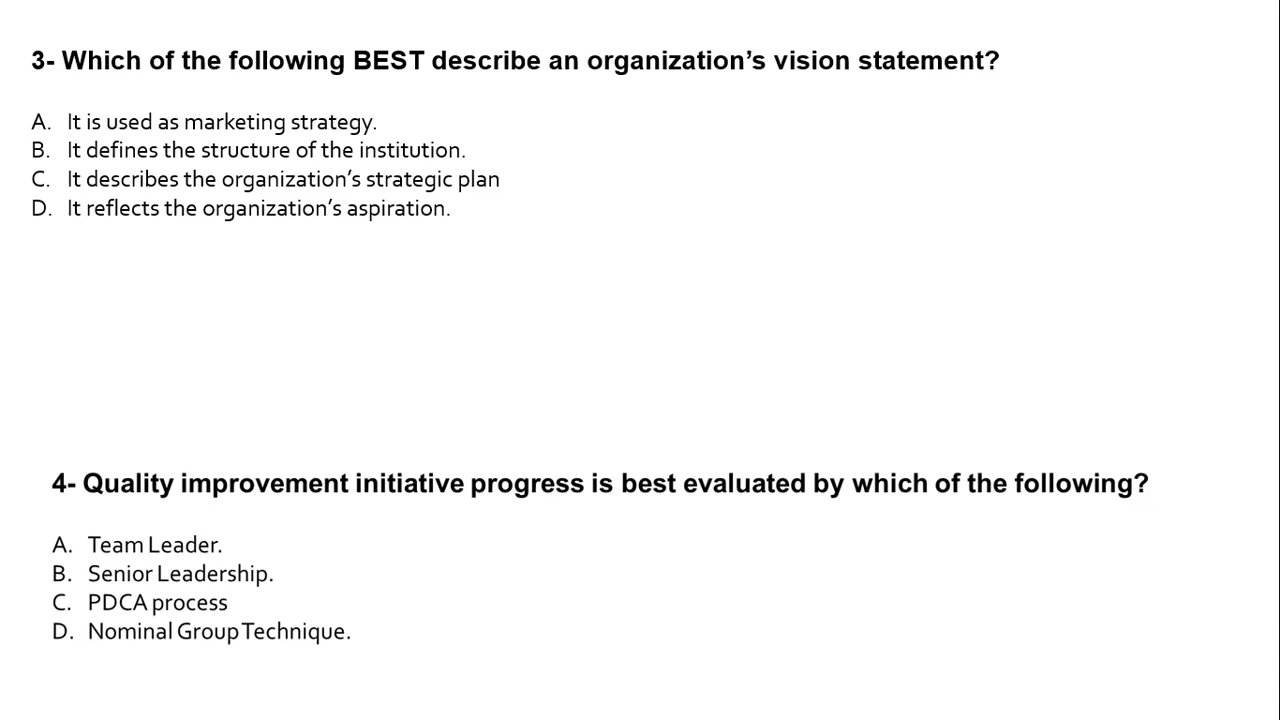 3- Which of the following BEST describe an organization’s vision statement?
A. It is used as marketing strategy.
B. It defines the structure of the institution.
C. It describes the organization’s strategic plan
D. It reflects the organization’s aspiration.
4- Quality improvement initiative progress is best evaluated by which of the following?
A. Team Leader.
B. Senior Leadership.
C. PDCA process
D. Nominal Group Technique.